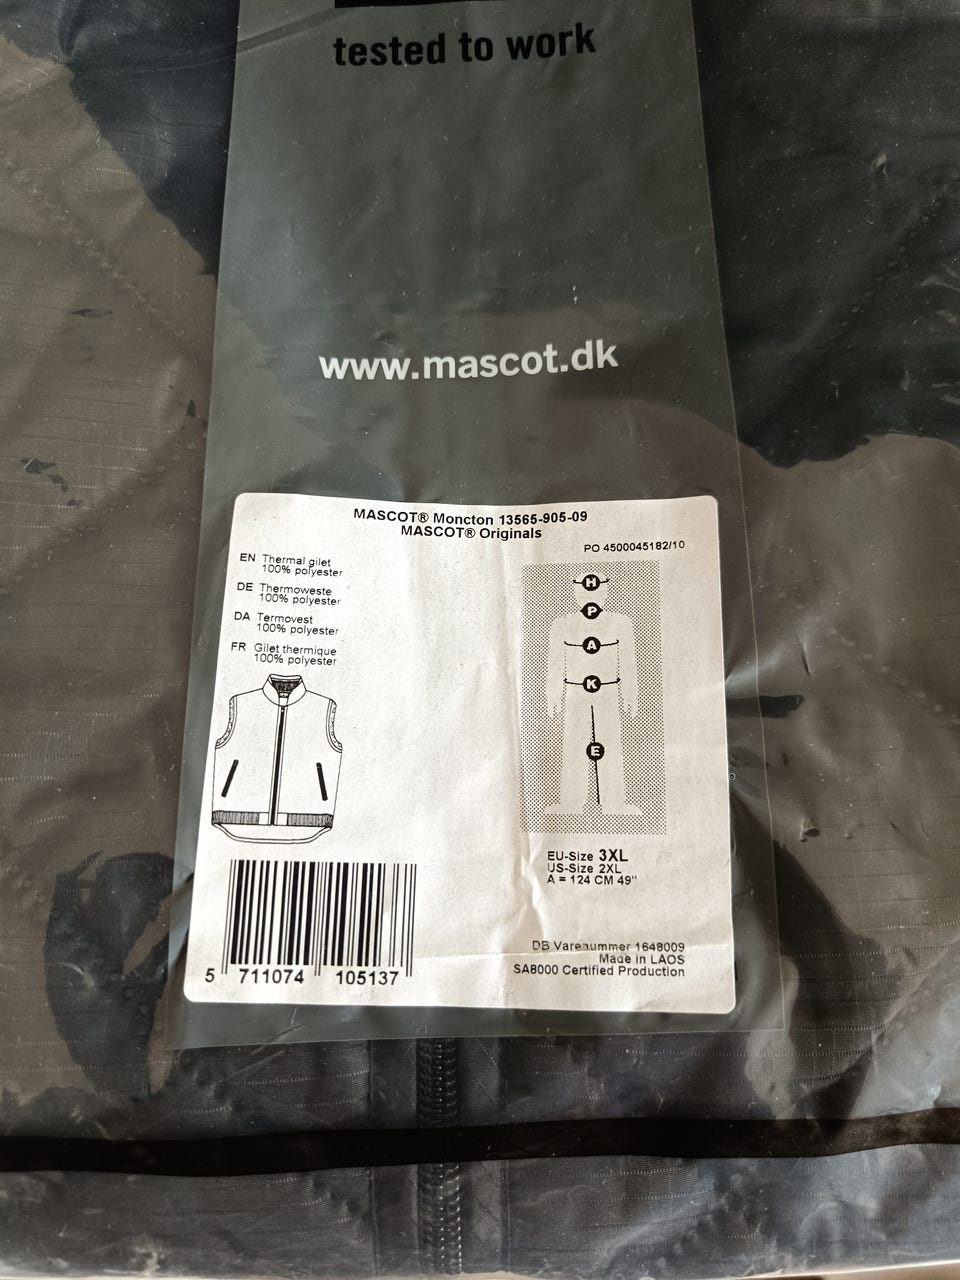 tested to work
www.mascot.dk
MASCOT® Moncton 13565-905-09
MASCOT® Originals
PO 4500045182/10
EN Thermal gilet
100% polyester
DE Thermoweste
100% polyester
DA Termovest
100% polyester
FR Gilet thermique
100% polyester
H
P
A
K
E
EU-Size 3XL
US-Size 2XL
A = 124 CM 49"
DB Varenummer 1648009
Made in LAOS
SA8000 Certified Production
5 711074 105137